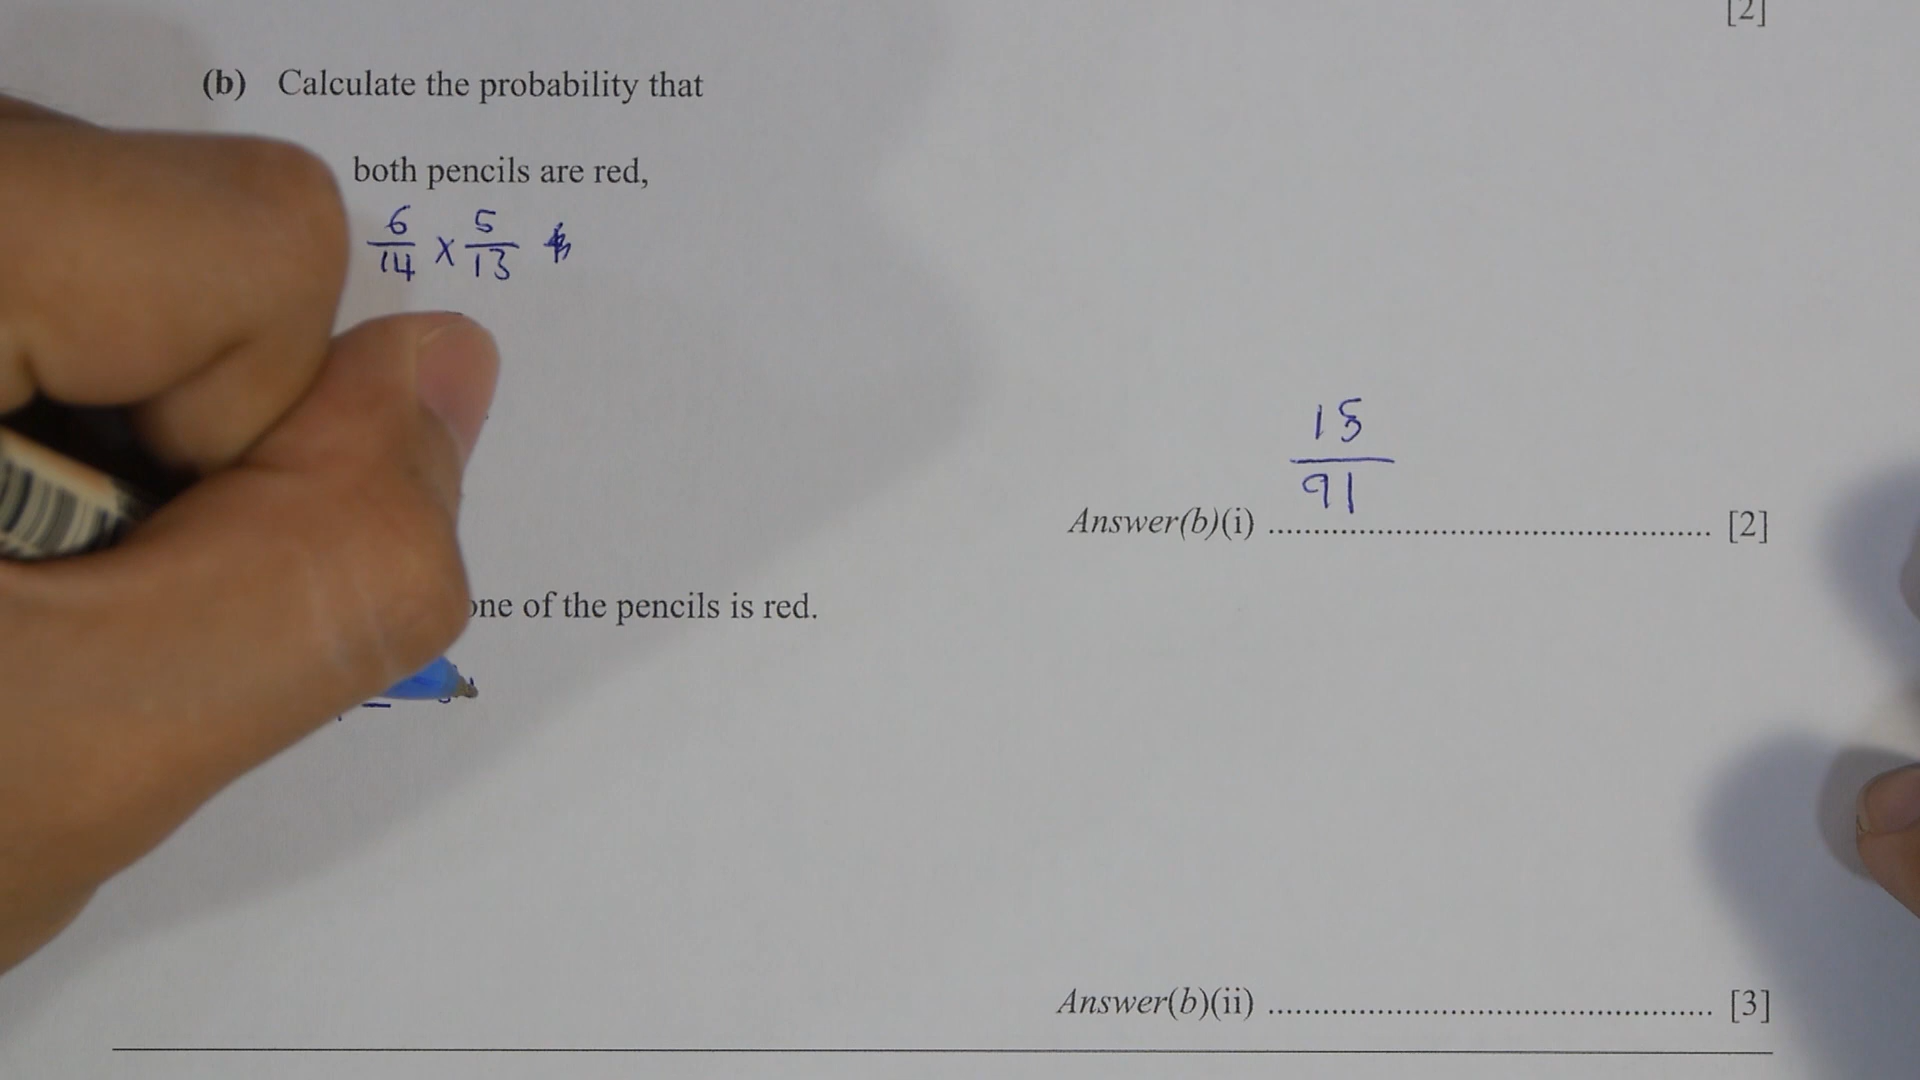 [2]
(b) Calculate the probability that
both pencils are red,
6/14 x 5/13
15/91
Answer(b)(i) ........................................ [2]
one of the pencils is red.
Answer(b)(ii) ........................................ [3]